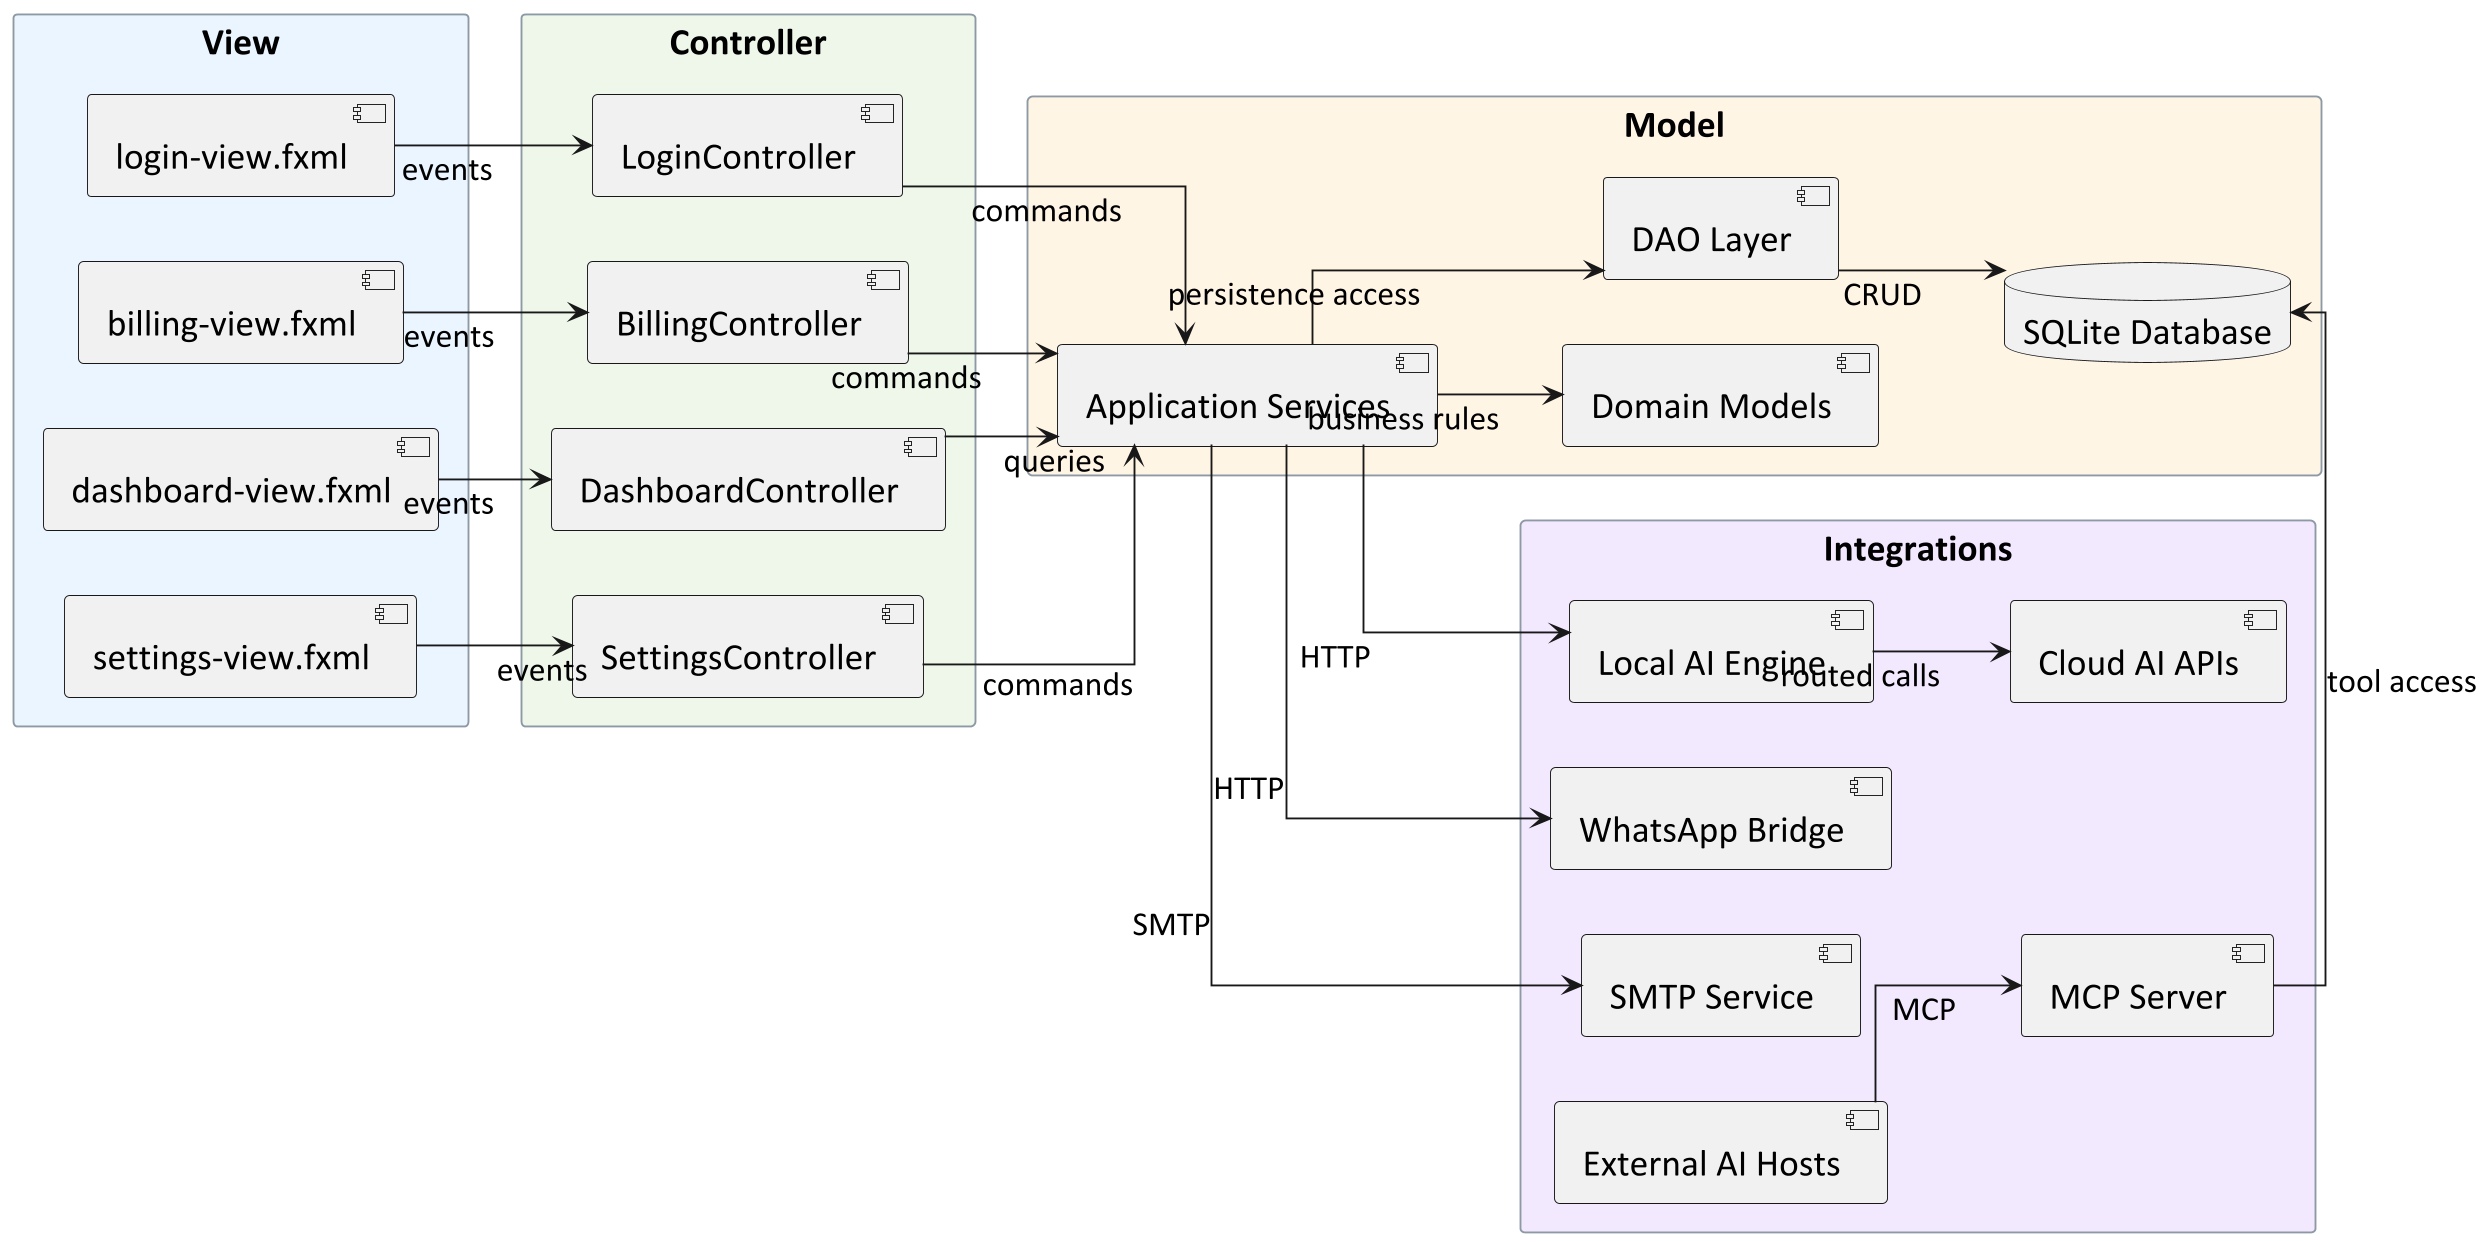 View
login-view.fxml
events
billing-view.fxml
events
dashboard-view.fxml
events
settings-view.fxml
events
Controller
LoginController
commands
BillingController
commands
DashboardController
queries
SettingsController
commands
Model
DAO Layer
persistence access
CRUD
SQLite Database
Application Services
business rules
Domain Models
Integrations
HTTP
Local AI Engine
routed calls
Cloud AI APIs
tool access
HTTP
WhatsApp Bridge
SMTP
SMTP Service
MCP
MCP Server
External AI Hosts